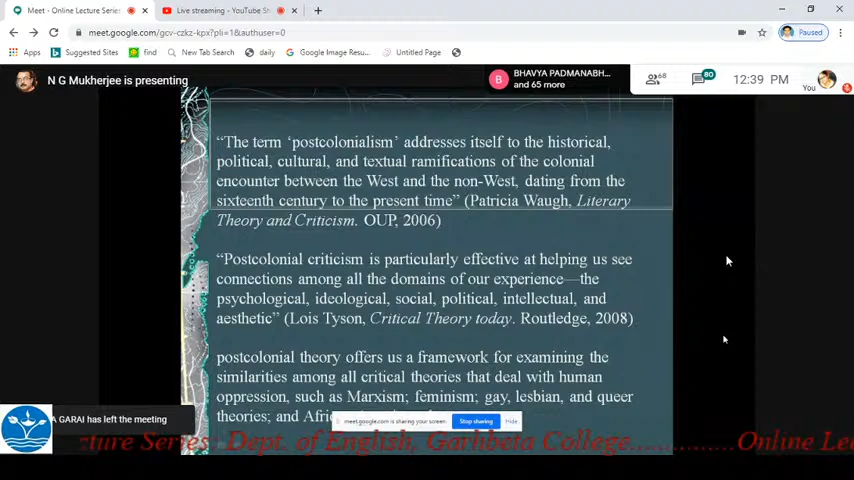 Meet - Online Lecture Series:
Live streaming - YouTube St
meet.google.com/gcv-czkz-kpx?pli=1&authuser=0
Paused
Apps
Suggested Sites
find
New Tab Search
daily
Google Image Resu...
Untitled Page
N G Mukherjee is presenting
BHAVYA PADMANABH...
and 65 more
68
80
12:39 PM
You
“The term ‘postcolonialism’ addresses itself to the historical,
political, cultural, and textual ramifications of the colonial
encounter between the West and the non-West, dating from the
sixteenth century to the present time” (Patricia Waugh, Literary
Theory and Criticism. OUP, 2006)
“Postcolonial criticism is particularly effective at helping us see
connections among all the domains of our experience—the
psychological, ideological, social, political, intellectual, and
aesthetic” (Lois Tyson, Critical Theory today. Routledge, 2008)
postcolonial theory offers us a framework for examining the
similarities among all critical theories that deal with human
oppression, such as Marxism; feminism; gay, lesbian, and queer
theories; and Afri
A GARAI has left the meeting
meet.google.com is sharing your screen.
Stop sharing
Hide
cture Series: Dept. of English, Garhbeta College............Online Le